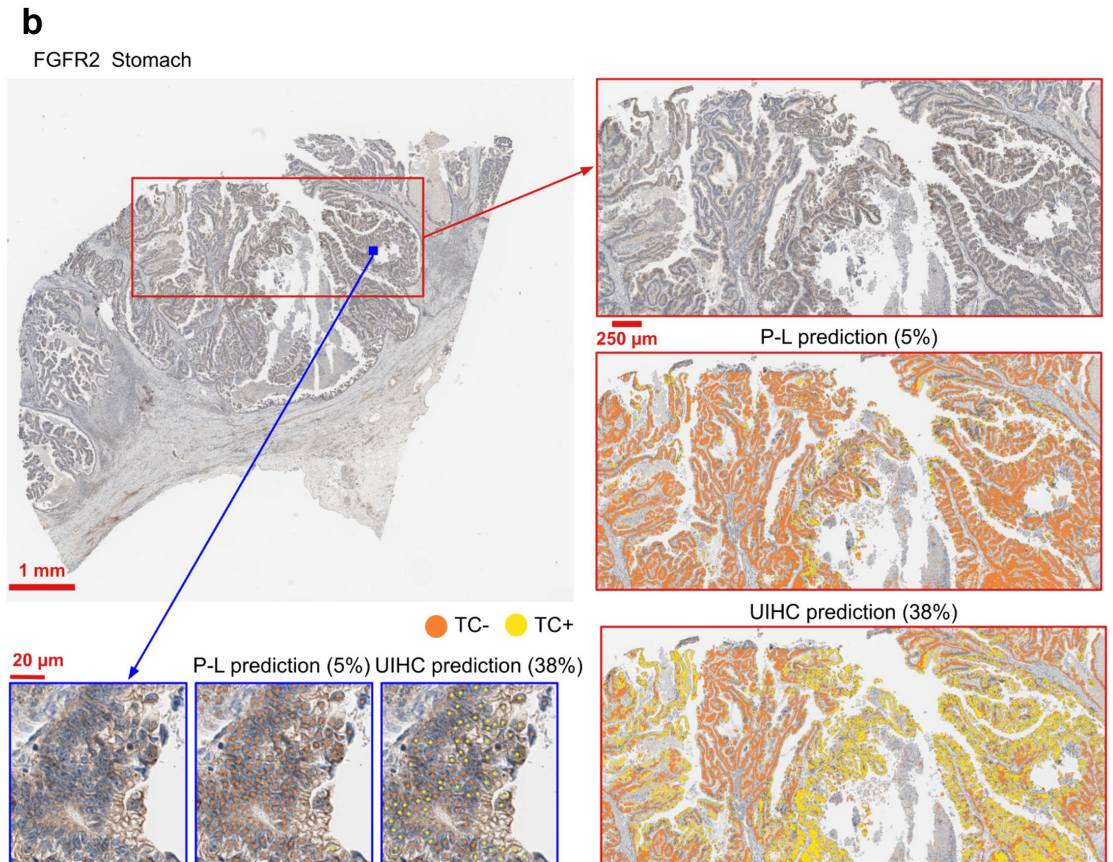 b
FGFR2 Stomach
250 μm
P-L prediction (5%)
UIHC prediction (38%)
1 mm
TC- TC+
20 μm
P-L prediction (5%) UIHC prediction (38%)